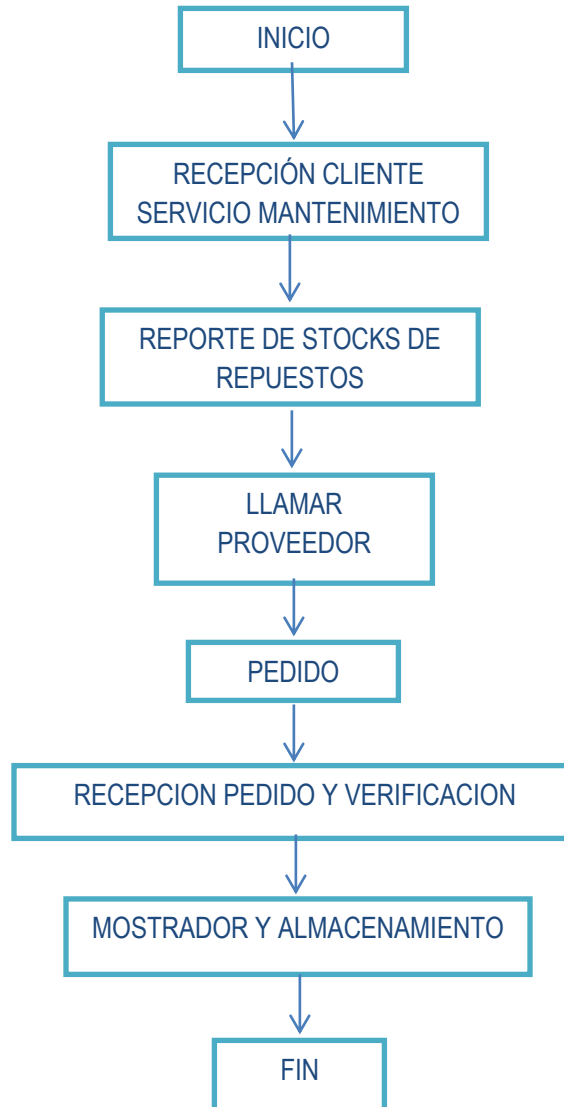 INICIO
RECEPCIÓN CLIENTE
SERVICIO MANTENIMIENTO
REPORTE DE STOCKS DE
REPUESTOS
LLAMAR
PROVEEDOR
PEDIDO
RECEPCION PEDIDO Y VERIFICACION
MOSTRADOR Y ALMACENAMIENTO
FIN